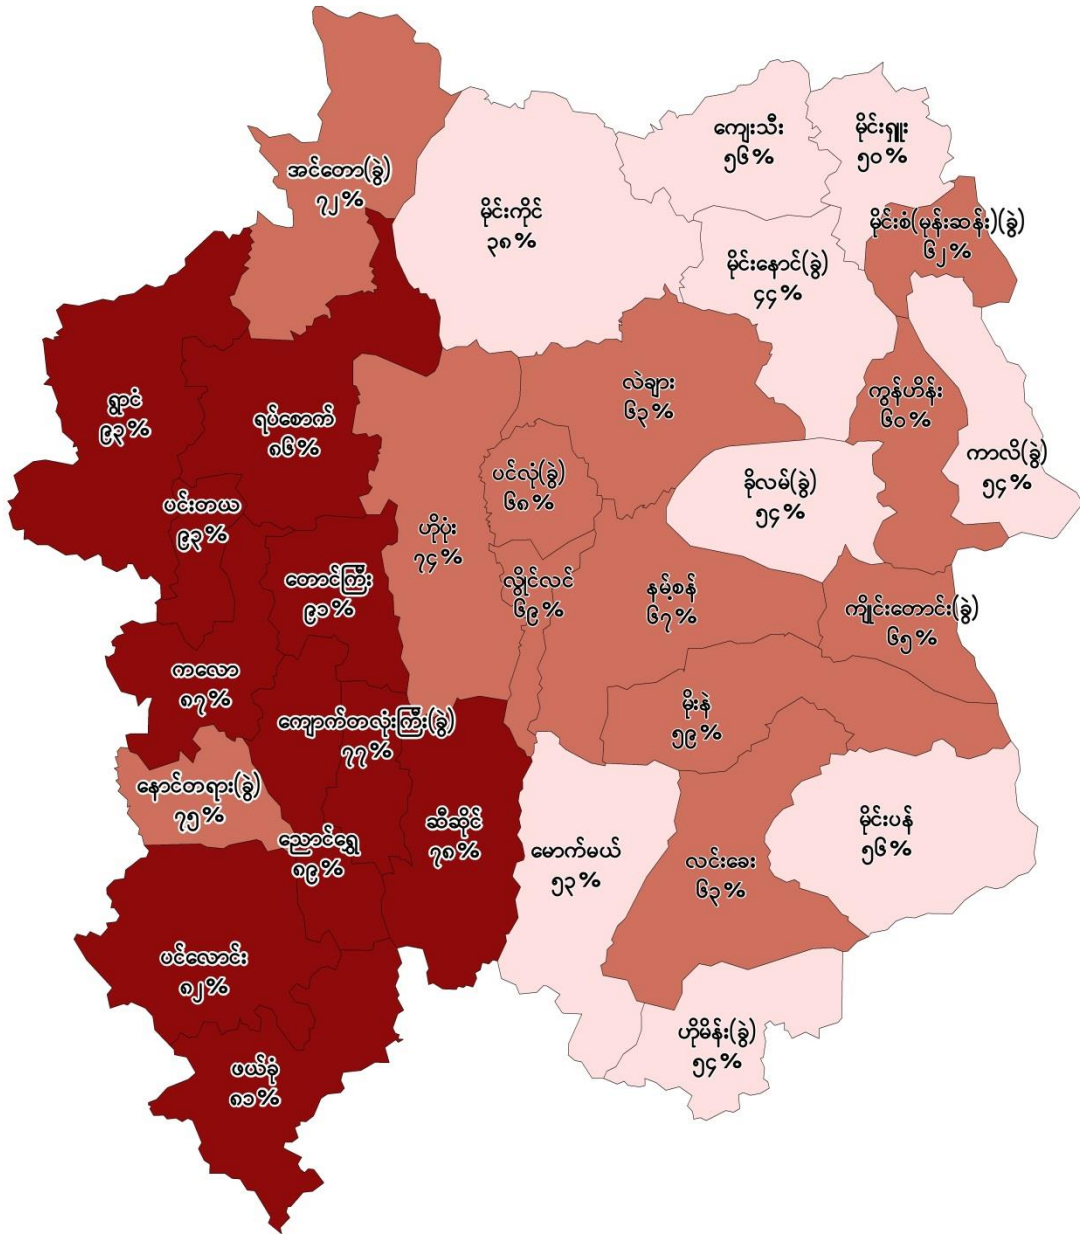 ကျေးသီး
၅၆%
မိုင်းရှူး
၅၀%
အင်တော(ခွဲ)
၇၂%
မိုင်းကိုင်
၃၈%
မိုင်းစံ(မုန်းဆန်း)(ခွဲ)
၆၂%
မိုင်းနောင်(ခွဲ)
၄၄%
လဲချား
၆၃%
ကွန်ဟိန်း
၆၀%
ရွာငံ
၉၃%
ရပ်စောက်
၈၆%
ကာလိ(ခွဲ)
၅၄%
ပင်လုံ(ခွဲ)
၆၈%
ခိုလမ်(ခွဲ)
၅၄%
ပင်းတယ
၉၃%
ဟိုပုံး
၇၄%
တောင်ကြီး
၉၁%
လွိုင်လင်
၆၉%
နမ့်စန်
၆၇%
ကျိုင်းတောင်း(ခွဲ)
၆၅%
ကလော
၈၇%
ကျောက်တလုံးကြီး(ခွဲ)
၇၇%
မိုးနဲ
၅၉%
နောင်တရား(ခွဲ)
၇၅%
ညောင်ရွှေ
၈၉%
ဆီဆိုင်
၇၈%
မောက်မယ်
၅၃%
လင်းခေး
၆၃%
မိုင်းပန်
၅၆%
ပင်လောင်း
၈၂%
ဟိုမိန်း(ခွဲ)
၅၄%
ဖယ်ခုံ
၈၁%